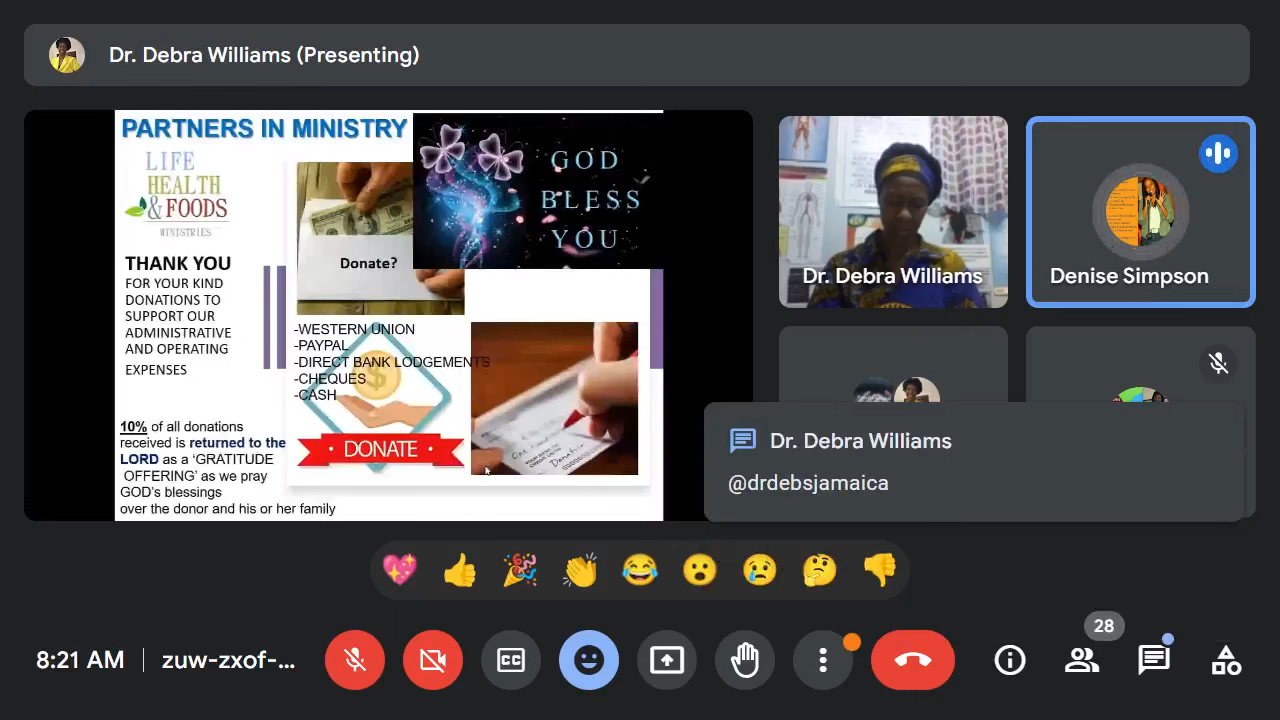 Dr. Debra Williams (Presenting)
PARTNERS IN MINISTRY
LIFE
HEALTH
& FOODS
MINISTRIES
THANK YOU
FOR YOUR KIND
DONATIONS TO
SUPPORT OUR
ADMINISTRATIVE
AND OPERATING
EXPENSES
10% of all donations
received is returned to the
LORD as a ‘GRATITUDE
OFFERING’ as we pray
GOD’s blessings
over the donor and his or her family
Donate?
GOD
BLESS
YOU
-WESTERN UNION
-PAYPAL
-DIRECT BANK LODGEMENTS
-CHEQUES
-CASH
DONATE
Dr. Debra Williams
Denise Simpson
Dr. Debra Williams
@drdebsjamaica
8:21 AM
zuw-zxof-...
CC
28